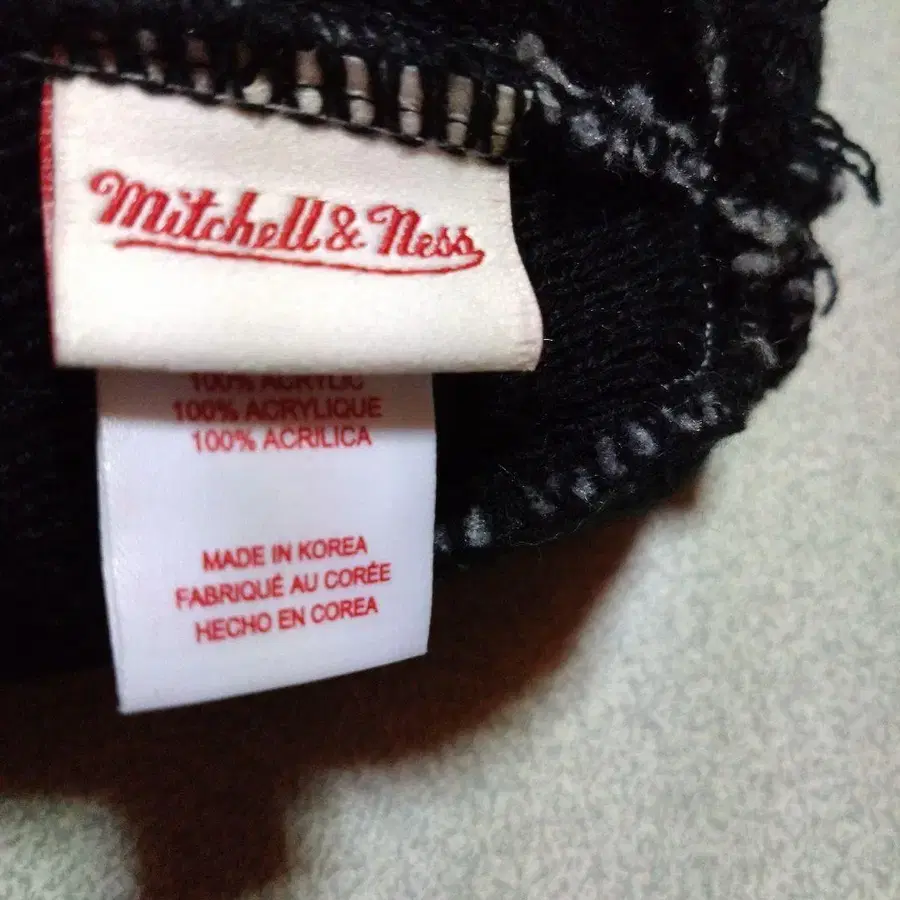 Mitchell & Ness
100% ACRYLIC
100% ACRYLIQUE
100% ACRILICA
MADE IN KOREA
FABRIQUÉ AU CORÉE
HECHO EN COREA